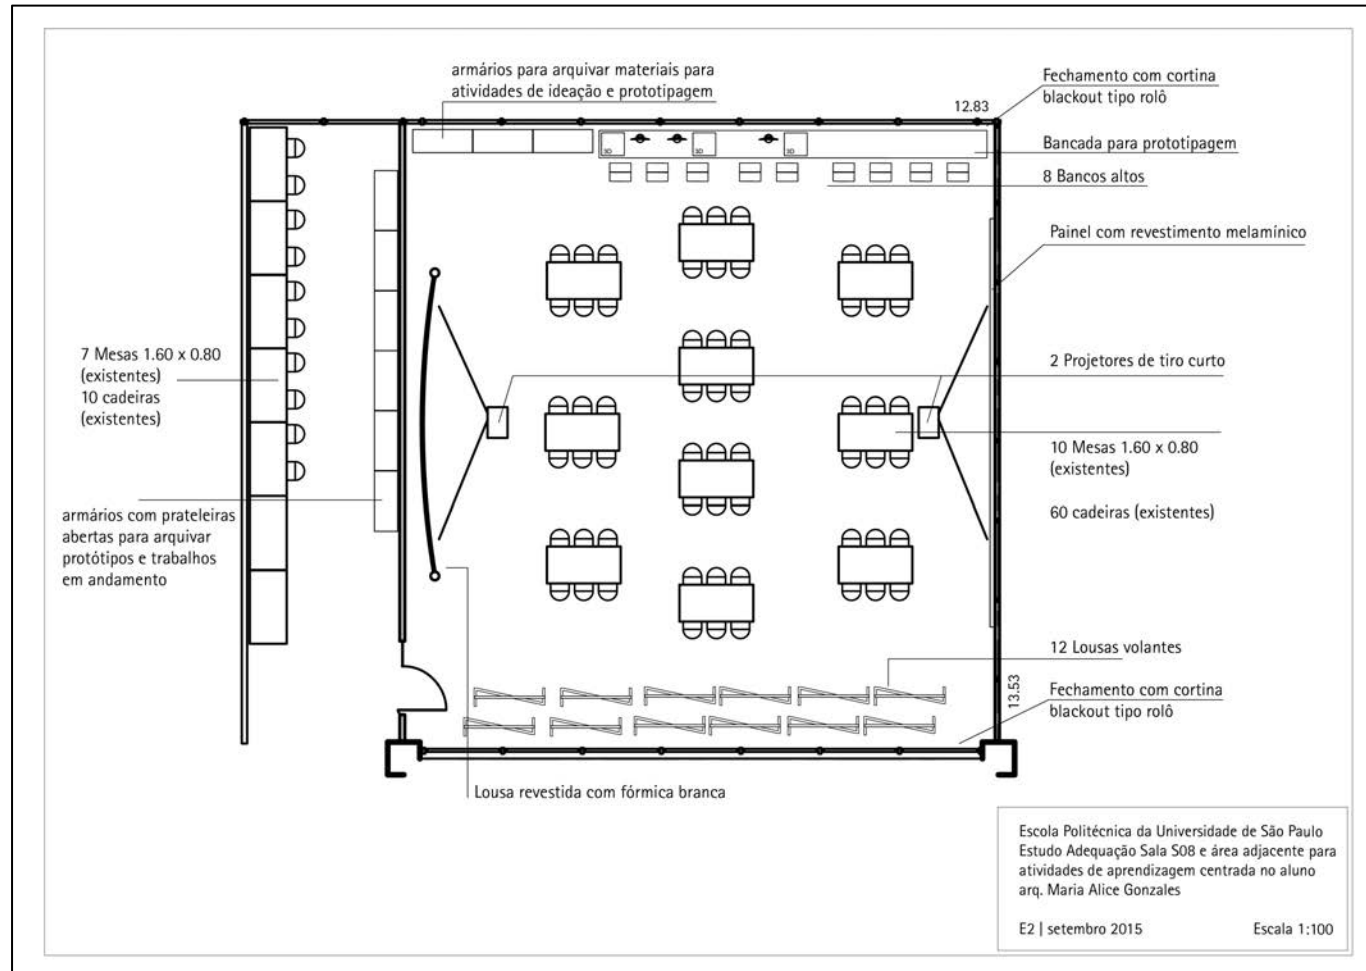 armários para arquivar materiais para
atividades de ideação e prototipagem
12.83
Fechamento com cortina
blackout tipo rolô
Bancada para prototipagem
3D
3D
3D
8 Bancos altos
Painel com revestimento melamínico
7 Mesas 1.60 x 0.80
(existentes)
10 cadeiras
(existentes)
2 Projetores de tiro curto
10 Mesas 1.60 x 0.80
(existentes)
60 cadeiras (existentes)
armários com prateleiras
abertas para arquivar
protótipos e trabalhos
em andamento
12 Lousas volantes
13.53
Fechamento com cortina
blackout tipo rolô
Lousa revestida com fórmica branca
Escola Politécnica da Universidade de São Paulo
Estudo Adequação Sala S08 e área adjacente para
atividades de aprendizagem centrada no aluno
arq. Maria Alice Gonzales
E2 | setembro 2015 Escala 1:100